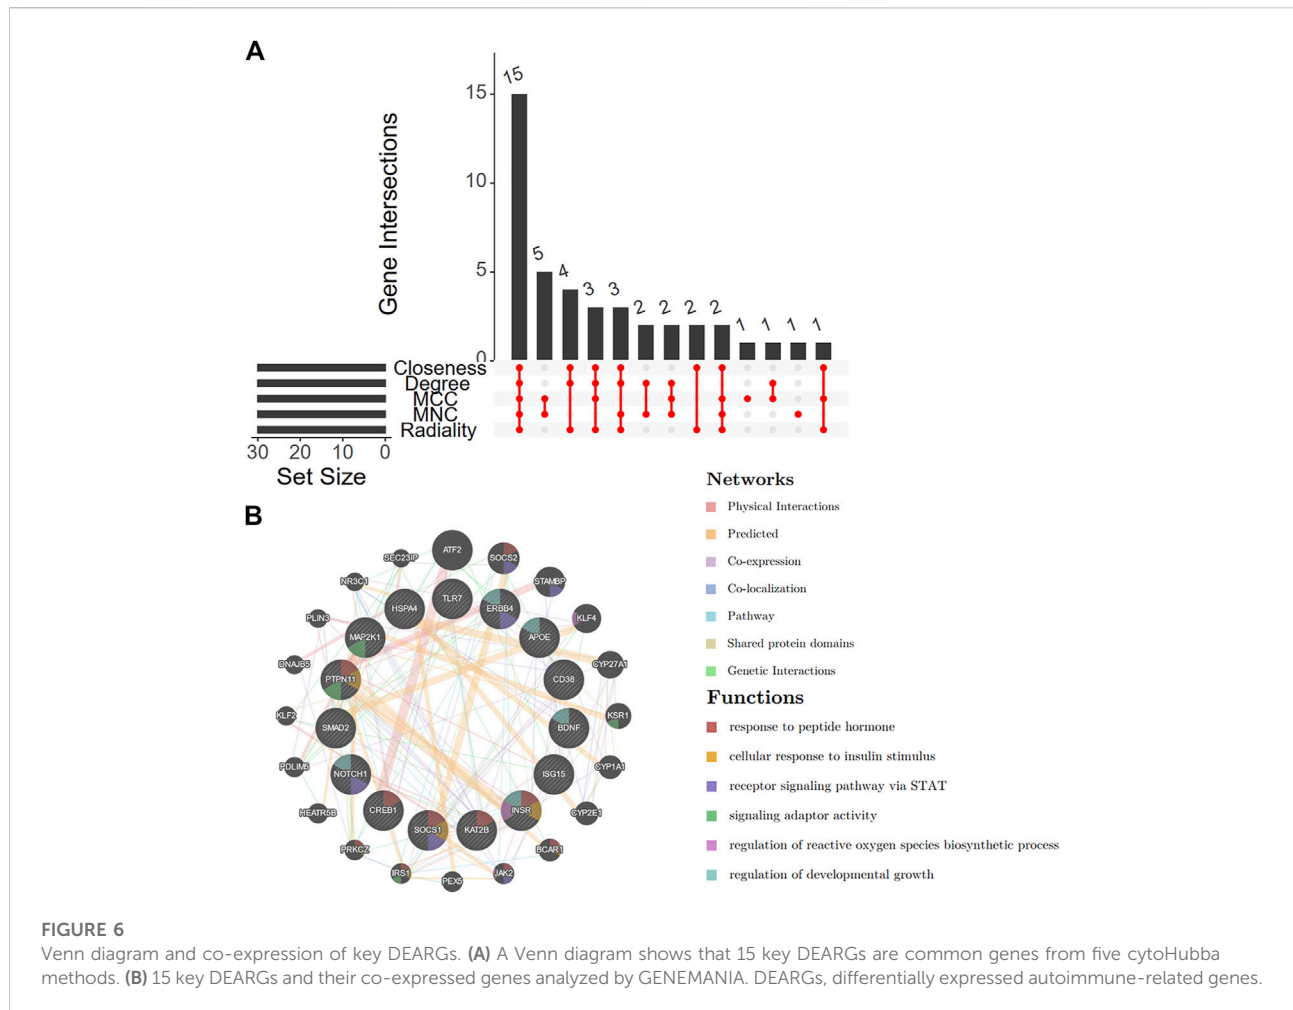 A
Gene Intersections
15
10
5
0
15
5
4
3
3
2
2
2
2
1
1
1
1
Closeness
Degree
MCC
MNC
Radiality
30 20 10 0
Set Size
B
ATF2
SOCS2
STAMBP
KLF4
CYP27A1
KSR1
CYP1A1
CYP2E1
BCAR1
JAK2
PEX5
IRS1
PRKCZ
HEATR5B
PDLIM5
KLF2
DNAJB5
PLIN3
NR3C1
SEC23IP
TLR7
ERBB4
APOE
CD38
BDNF
ISG15
INSR
KAT2B
SOCS1
CREB1
NOTCH1
SMAD2
PTPN11
MAP2K1
HSPA4
Networks
Physical Interactions
Predicted
Co-expression
Co-localization
Pathway
Shared protein domains
Genetic Interactions
Functions
response to peptide hormone
cellular response to insulin stimulus
receptor signaling pathway via STAT
signaling adaptor activity
regulation of reactive oxygen species biosynthetic process
regulation of developmental growth
FIGURE 6
Venn diagram and co-expression of key DEARGs. (A) A Venn diagram shows that 15 key DEARGs are common genes from five cytoHubba
methods. (B) 15 key DEARGs and their co-expressed genes analyzed by GENEMANIA. DEARGs, differentially expressed autoimmune-related genes.